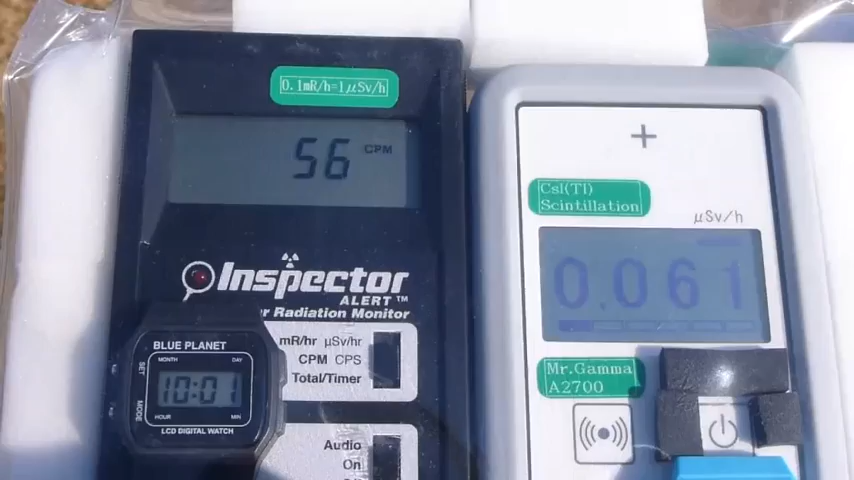 0.1mR/h=1μSv/h
56 CPM
Inspector
ALERT™
r Radiation Monitor
mR/hr μSv/hr
CPM CPS
Total/Timer
Audio
On
BLUE PLANET
MONTH DAY
SET
10:01
MODE
HOUR MIN
LCD DIGITAL WATCH
+
CsI(Tl)
Scintillation
μSv/h
0.061
Mr.Gamma
A2700